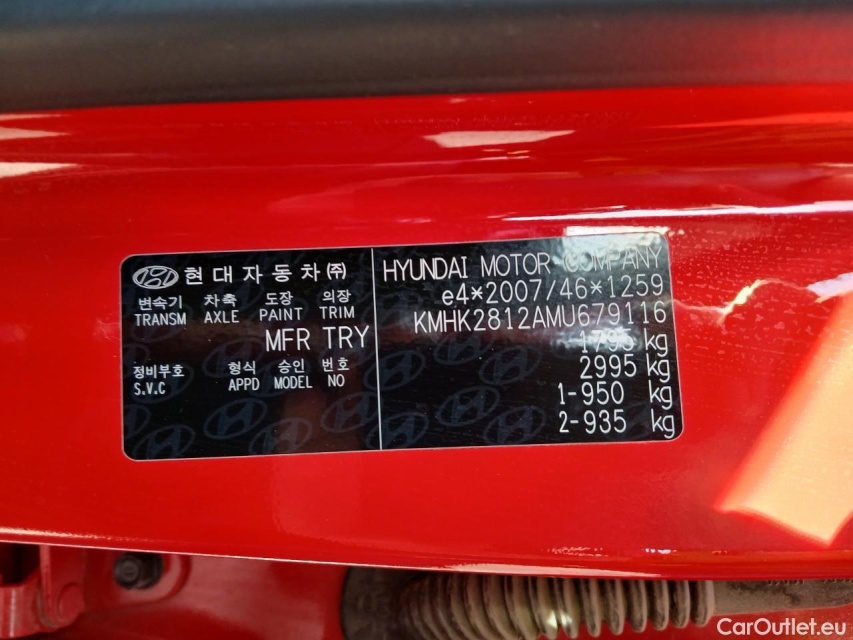 현대자동차㈜
변속기 차축 도장 의장
TRANSM AXLE PAINT TRIM
MFR TRY
정비부호 형식 승인 번호
S.V.C APPD MODEL NO
HYUNDAI MOTOR COMPANY
e4*2007/46*1259
KMHK2812AMU679116
1795 kg
2995 kg
1-950 kg
2-935 kg
CarOutlet.eu